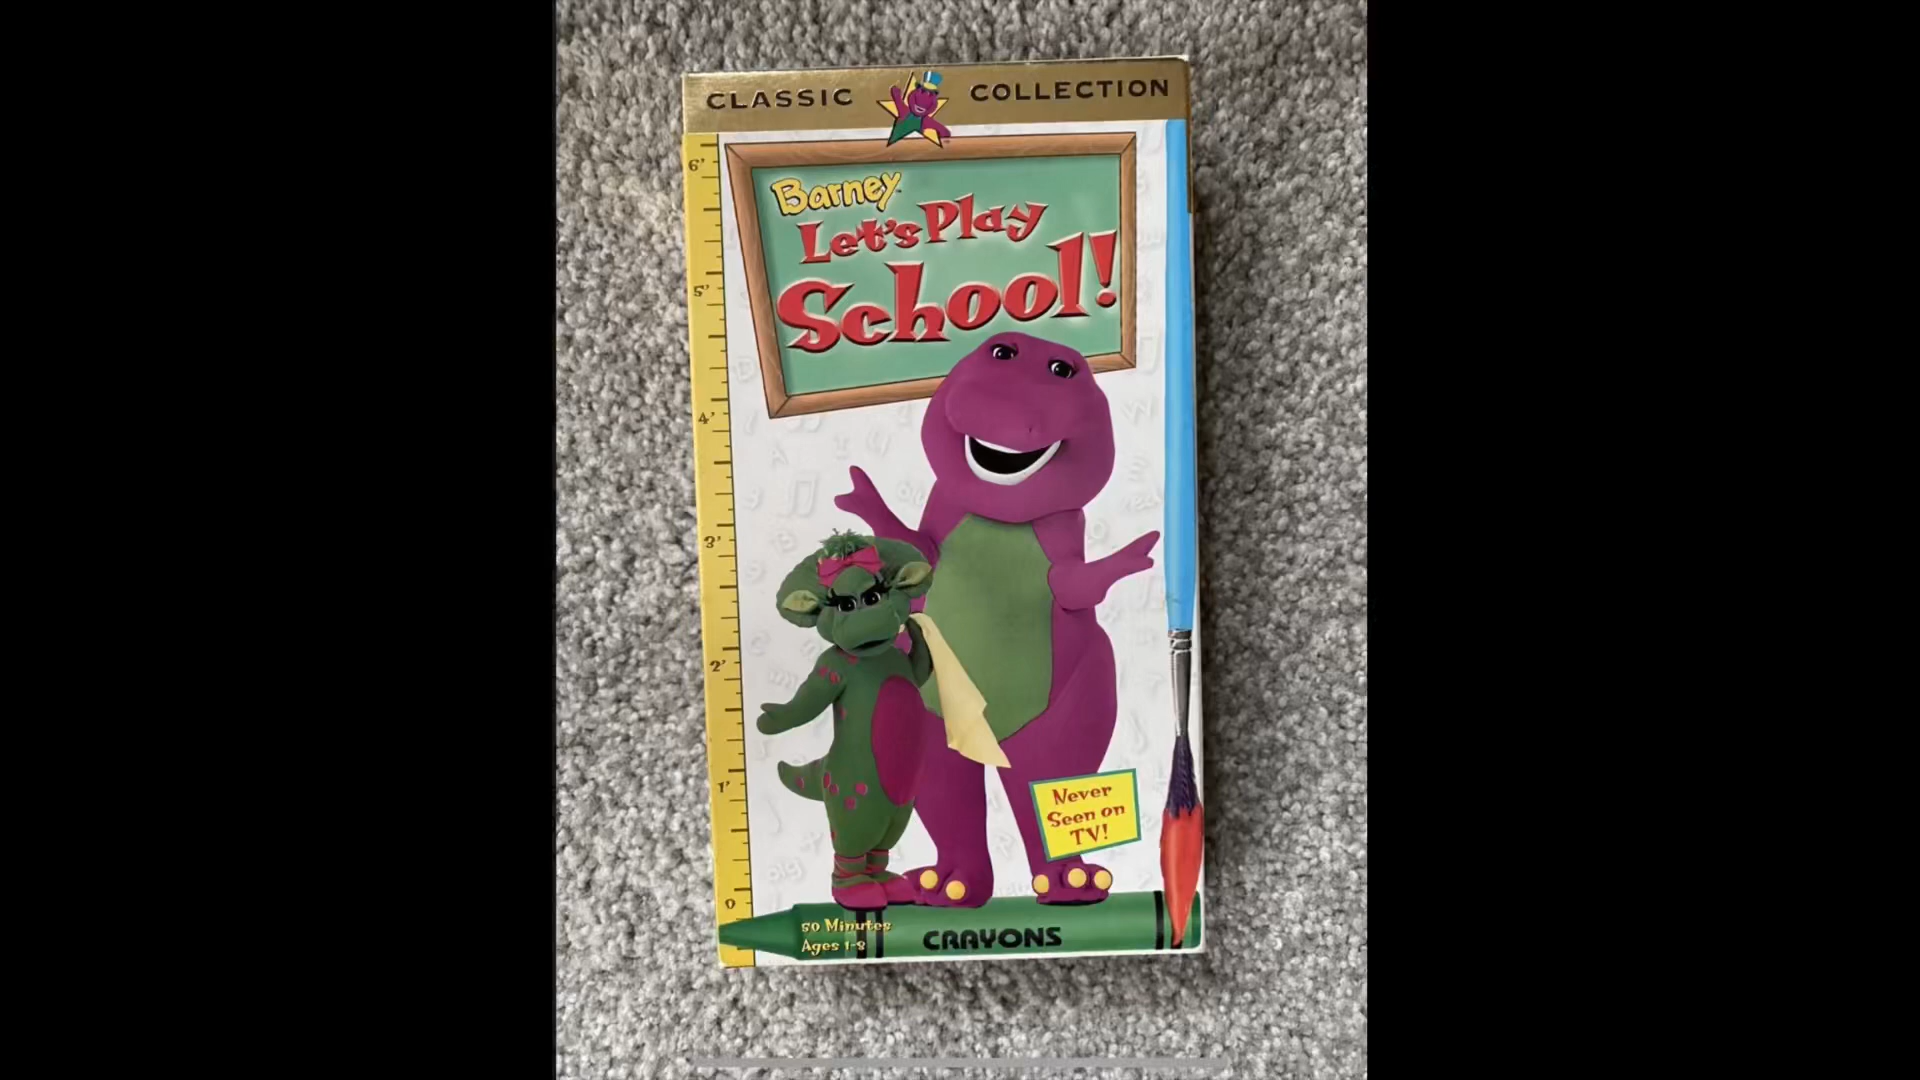 CLASSIC COLLECTION
Barney
Let's Play
School!
6'
5'
4'
3'
2'
1'
0
Never
Seen on
TV!
50 Minutes
Ages 1-8
CRAYONS